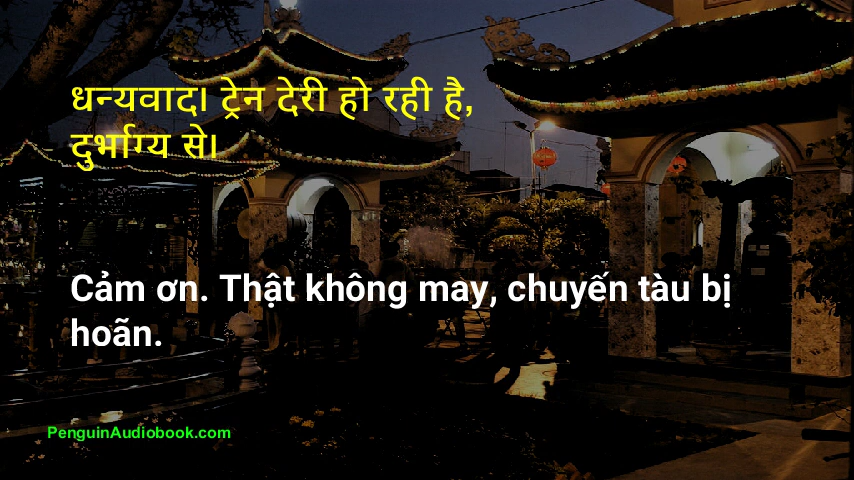 धन्यवाद। ट्रेन देरी हो रही है,
दुर्भाग्य से।
Cảm ơn. Thật không may, chuyến tàu bị
hoãn.
PenguinAudiobook.com